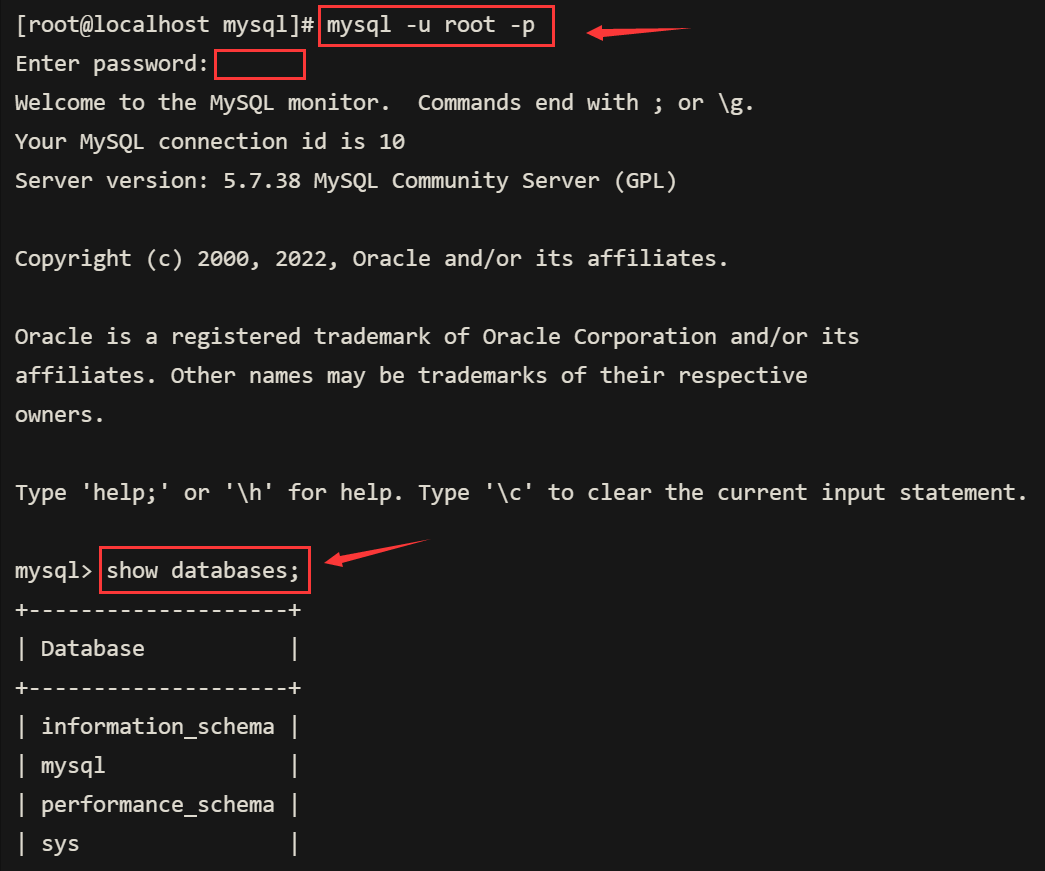 [root@localhost mysql]# mysql -u root -p
Enter password:
Welcome to the MySQL monitor.  Commands end with ; or \g.
Your MySQL connection id is 10
Server version: 5.7.38 MySQL Community Server (GPL)
Copyright (c) 2000, 2022, Oracle and/or its affiliates.
Oracle is a registered trademark of Oracle Corporation and/or its
affiliates. Other names may be trademarks of their respective
owners.
Type 'help;' or '\h' for help. Type '\c' to clear the current input statement.
mysql> show databases;
+--------------------+
| Database           |
+--------------------+
| information_schema |
| mysql              |
| performance_schema |
| sys                |